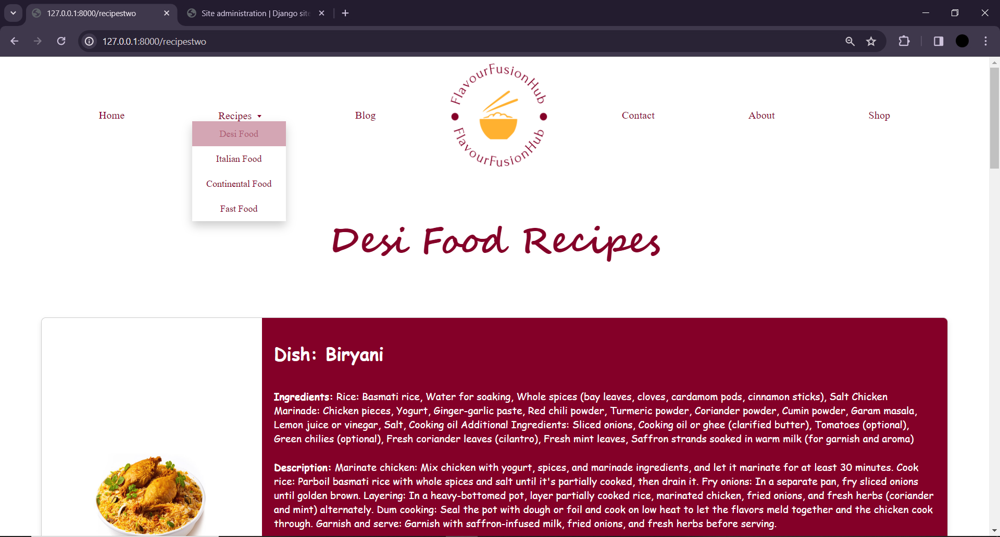 127.0.0.1:8000/recipestwo
Site administration | Django site
127.0.0.1:8000/recipestwo
FlavourFusionHub
FlavourFusionHub
Home
Recipes
Blog
Contact
About
Shop
Desi Food
Italian Food
Continental Food
Fast Food
Desi Food Recipes
Dish: Biryani
Ingredients: Rice: Basmati rice, Water for soaking, Whole spices (bay leaves, cloves, cardamom pods, cinnamon sticks), Salt Chicken
Marinade: Chicken pieces, Yogurt, Ginger-garlic paste, Red chili powder, Turmeric powder, Coriander powder, Cumin powder, Garam masala,
Lemon juice or vinegar, Salt, Cooking oil Additional Ingredients: Sliced onions, Cooking oil or ghee (clarified butter), Tomatoes (optional),
Green chilies (optional), Fresh coriander leaves (cilantro), Fresh mint leaves, Saffron strands soaked in warm milk (for garnish and aroma)
Description: Marinate chicken: Mix chicken with yogurt, spices, and marinade ingredients, and let it marinate for at least 30 minutes. Cook
rice: Parboil basmati rice with whole spices and salt until it's partially cooked, then drain it. Fry onions: In a separate pan, fry sliced onions
until golden brown. Layering: In a heavy-bottomed pot, layer partially cooked rice, marinated chicken, fried onions, and fresh herbs (coriander
and mint) alternately. Dum cooking: Seal the pot with dough or foil and cook on low heat to let the flavors meld together and the chicken cook
through. Garnish and serve: Garnish with saffron-infused milk, fried onions, and fresh herbs before serving.